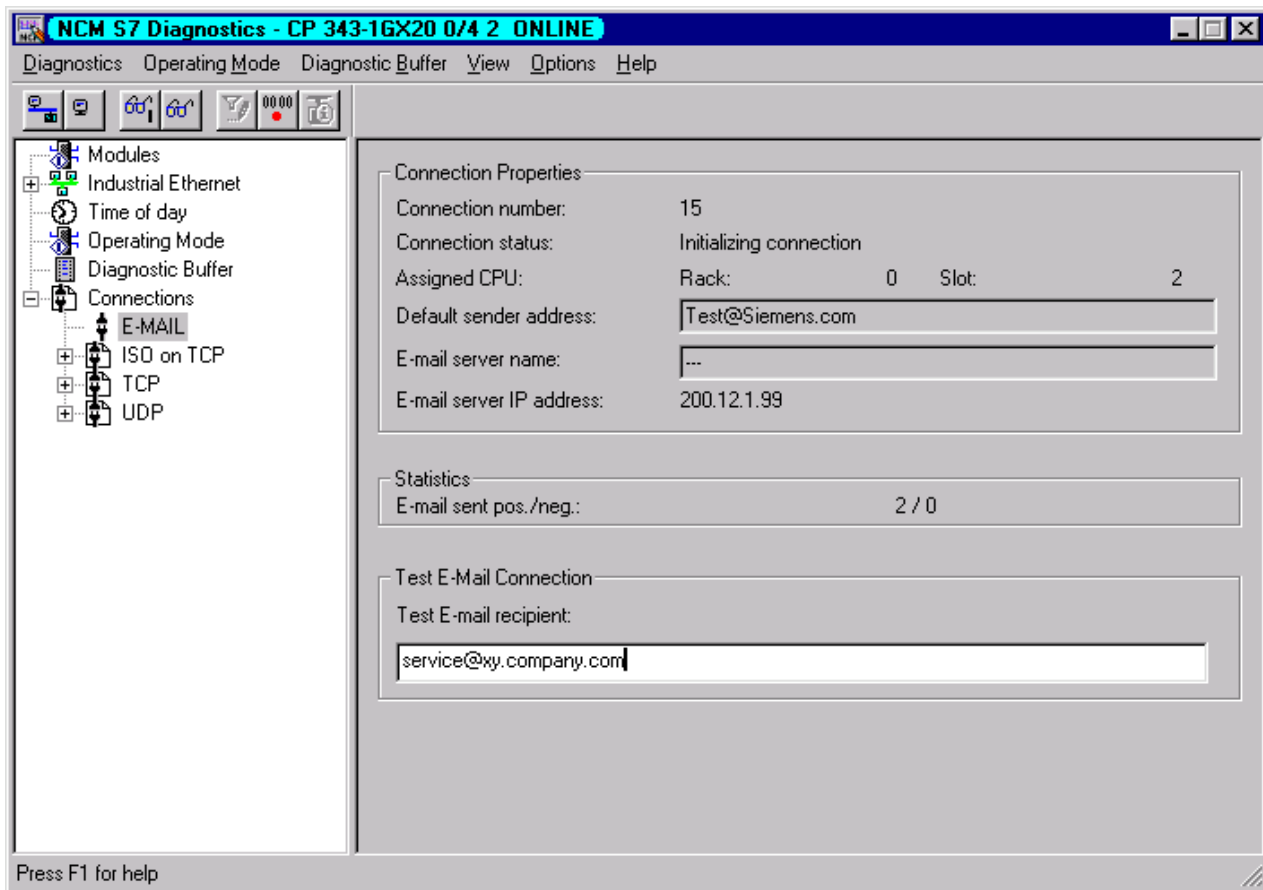 NCM S7 Diagnostics - CP 343-1GX20 0/4 2 ONLINE
Diagnostics Operating Mode Diagnostic Buffer View Options Help
Modules
Industrial Ethernet
Time of day
Operating Mode
Diagnostic Buffer
Connections
E-MAIL
ISO on TCP
TCP
UDP
Connection Properties
Connection number: 15
Connection status: Initializing connection
Assigned CPU: Rack: 0 Slot: 2
Default sender address: Test@Siemens.com
E-mail server name: ---
E-mail server IP address: 200.12.1.99
Statistics
E-mail sent pos./neg.: 2 / 0
Test E-Mail Connection
Test E-mail recipient:
service@xy.company.com
Press F1 for help